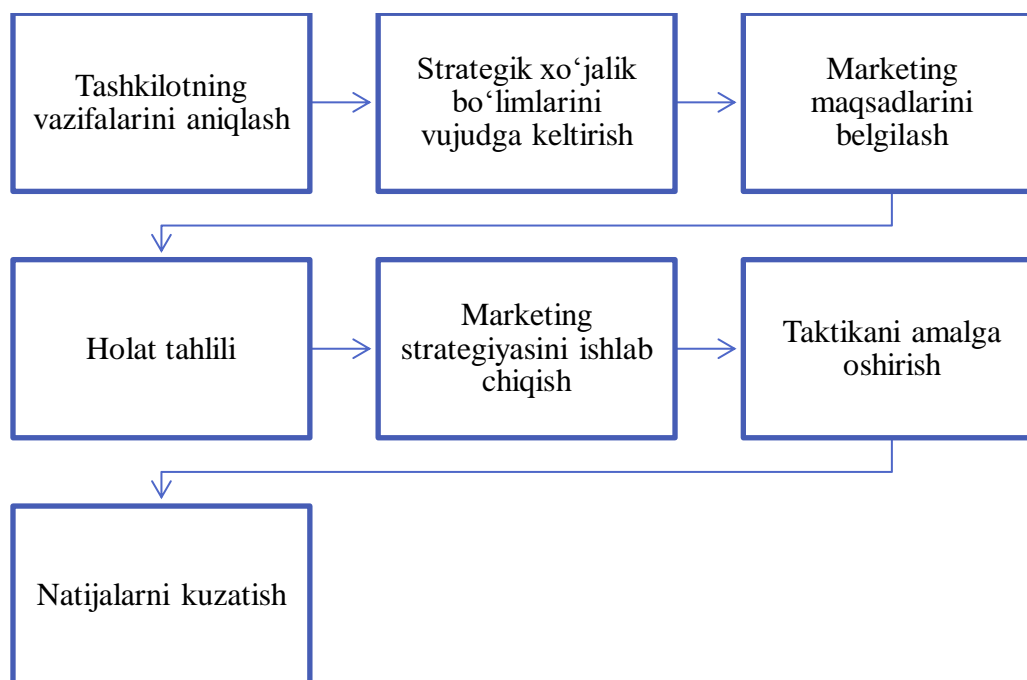 Tashkilotning
vazifalarini aniqlash
Strategik xo‘jalik
bo‘limlarini
vujudga keltirish
Marketing
maqsadlarini
belgilash
Holat tahlili
Marketing
strategiyasini ishlab
chiqish
Taktikani amalga
oshirish
Natijalarni kuzatish